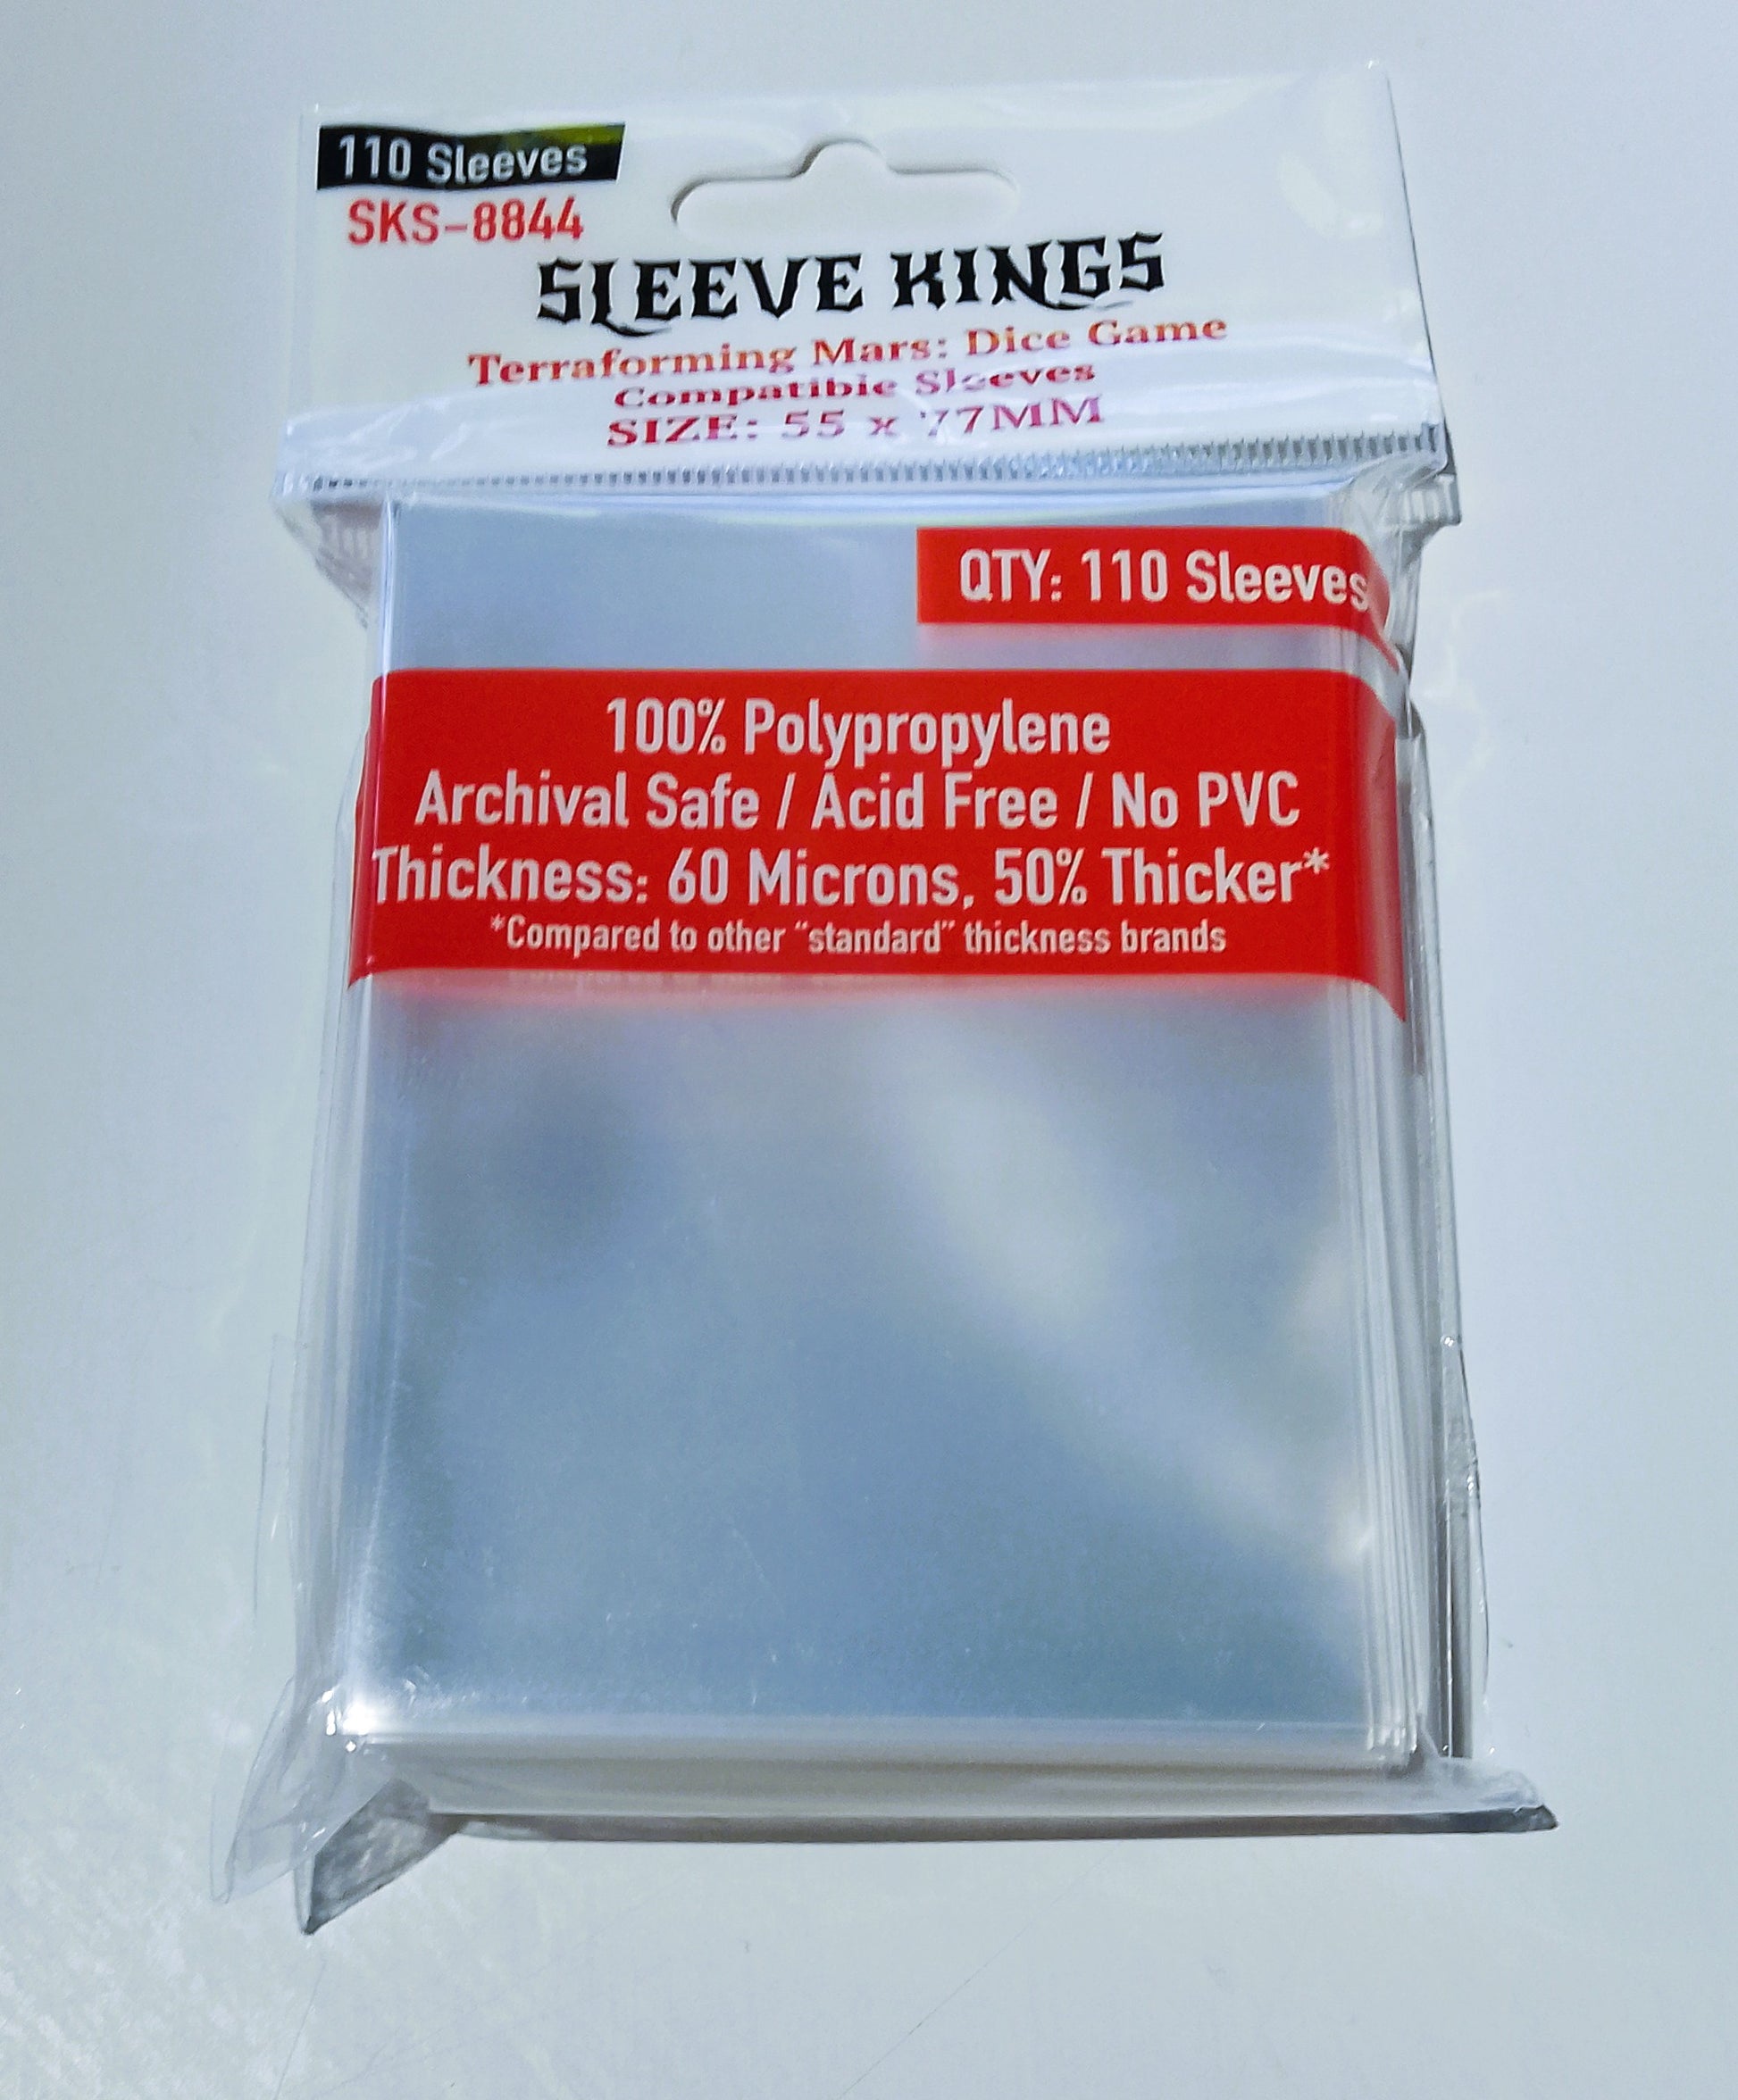 110 Sleeves
SKS-8844
SLEEVE KINGS
Terraforming Mars: Dice Game
Compatible Sleeves
SIZE: 55 x 77MM
QTY: 110 Sleeves
100% Polypropylene
Archival Safe / Acid Free / No PVC
Thickness: 60 Microns, 50% Thicker*
*Compared to other “standard” thickness brands